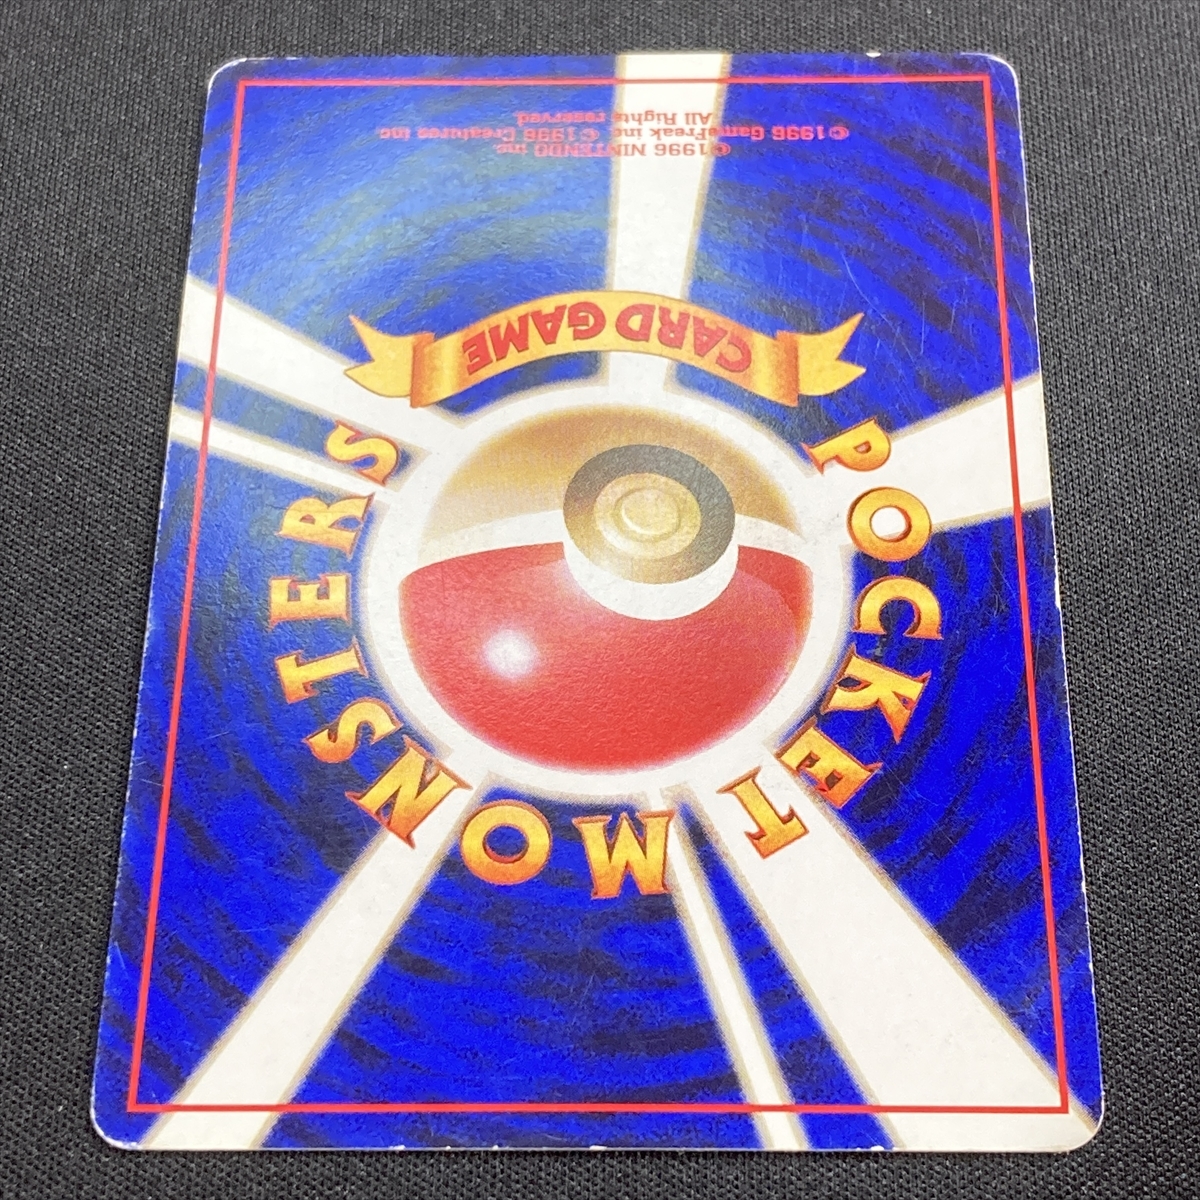 POCKET MONSTERS
CARD GAME
©1996 NINTENDO inc. ©1996 Creatures inc.
©1996 GameFreak inc.
All Rights reserved.